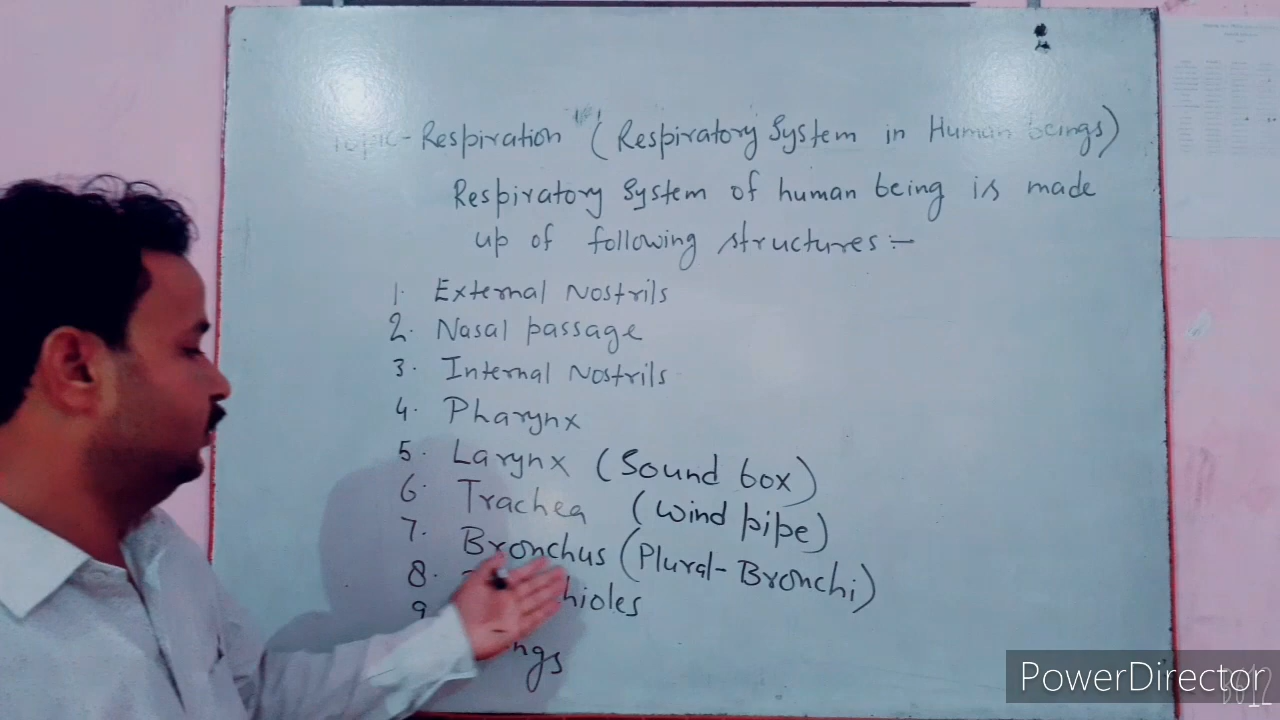 Topic-Respiration (Respiratory System in Human beings)
Respiratory System of human being is made
up of following structures:-
1. External Nostrils
2. Nasal passage
3. Internal Nostrils
4. Pharynx
5. Larynx (Sound box)
6. Trachea (wind pipe)
7. Bronchus (Plural-Bronchi)
8. hioles
9
ngs
PowerDirector